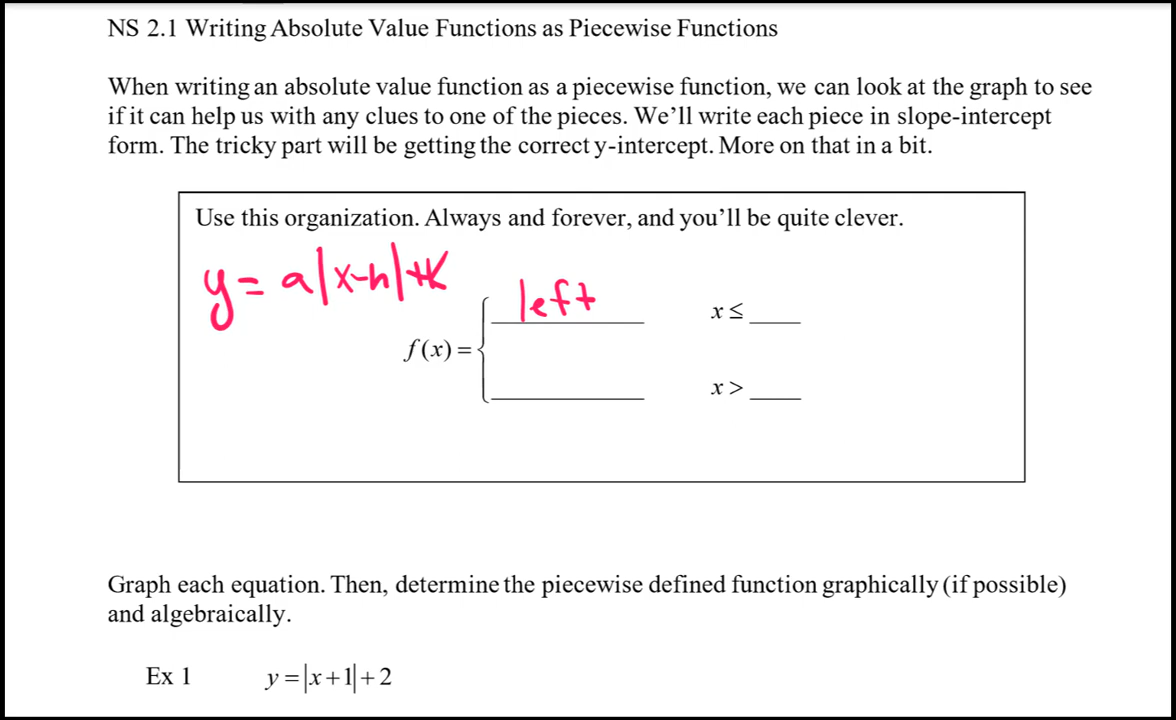 NS 2.1 Writing Absolute Value Functions as Piecewise Functions
When writing an absolute value function as a piecewise function, we can look at the graph to see
if it can help us with any clues to one of the pieces. We’ll write each piece in slope-intercept
form. The tricky part will be getting the correct y-intercept. More on that in a bit.
Use this organization. Always and forever, and you’ll be quite clever.
y = a|x-h|+k
left x ≤ ____
f(x) = {
____ x > ____
Graph each equation. Then, determine the piecewise defined function graphically (if possible)
and algebraically.
Ex 1 y = |x+1|+2